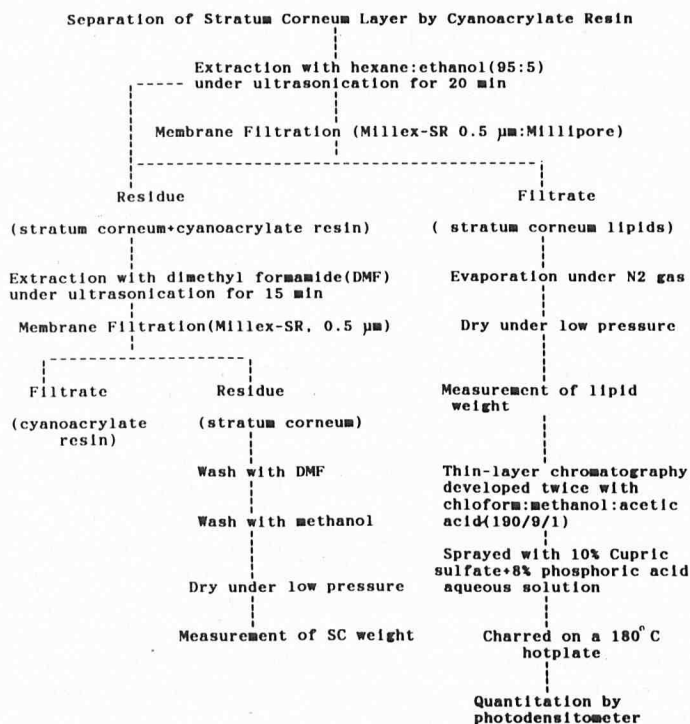 Separation of Stratum Corneum Layer by Cyanoacrylate Resin
Extraction with hexane:ethanol(95:5)
under ultrasonication for 20 min
Membrane Filtration (Millex-SR 0.5 µm:Millipore)
Residue
(stratum corneum+cyanoacrylate resin)
Extraction with dimethyl formamide(DMF)
under ultrasonication for 15 min
Membrane Filtration(Millex-SR, 0.5 µm)
Filtrate
(cyanoacrylate
resin)
Residue
(stratum corneum)
Wash with DMF
Wash with methanol
Dry under low pressure
Measurement of SC weight
Filtrate
( stratum corneum lipids)
Evaporation under N2 gas
Dry under low pressure
Measurement of lipid
weight
Thin-layer chromatography
developed twice with
chloform:methanol:acetic
acid(190/9/1)
Sprayed with 10% Cupric
sulfate+8% phosphoric acid
aqueous solution
Charred on a 180°C
hotplate
Quantitation by
photodensitometer